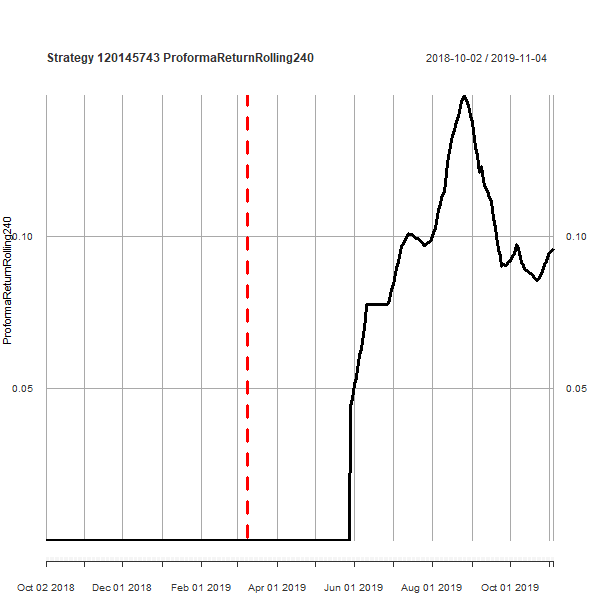 Strategy 120145743 ProformaReturnRolling240
2018-10-02 / 2019-11-04
ProformaReturnRolling240
0.10
0.10
0.05
0.05
Oct 02 2018
Dec 01 2018
Feb 01 2019
Apr 01 2019
Jun 01 2019
Aug 01 2019
Oct 01 2019